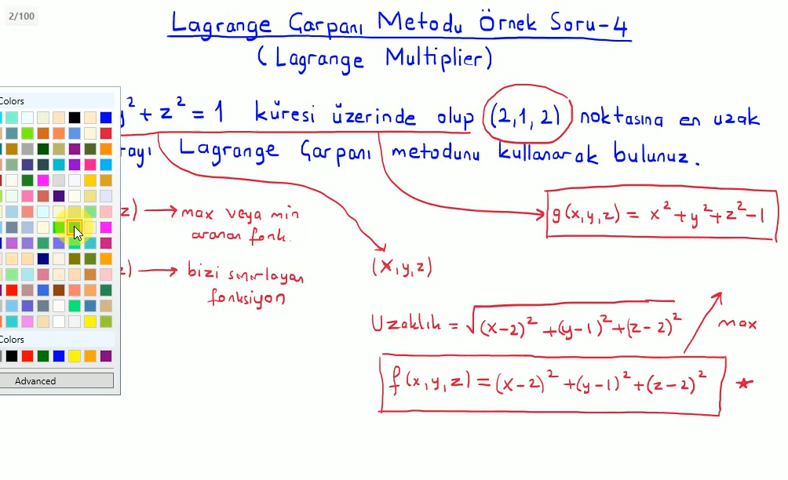 2/100
Lagrange Çarpanı Metodu Örnek Soru-4
(Lagrange Multiplier)
Colors
y² + z² = 1 küresi üzerinde olup (2,1,2) noktasına en uzak
rayı Lagrange Çarpanı metodunu kullanarak bulunuz.
z) → max veya min
aranan fonk.
g(x,y,z) = x² + y² + z² - 1
(x,y,z)
z) → bizi sınırlayan
fonksiyon
Uzaklık = √(x-2)² + (y-1)² + (z-2)²
max
Colors
f(x,y,z) = (x-2)² + (y-1)² + (z-2)² ★
Advanced